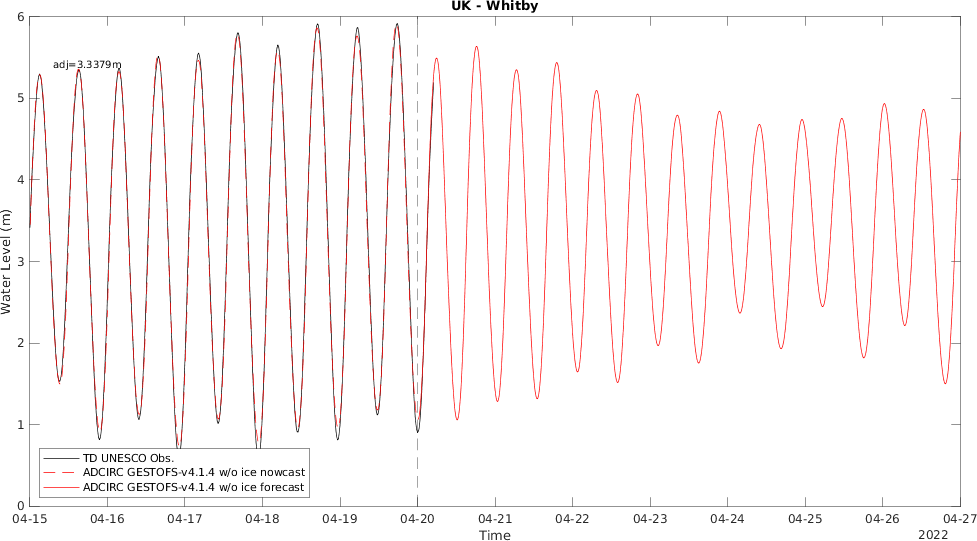 UK - Whitby
6
adj=3.3379m
5
4
3
2
1
0
Water Level (m)
TD UNESCO Obs.
ADCIRC GESTOFS-v4.1.4 w/o ice nowcast
ADCIRC GESTOFS-v4.1.4 w/o ice forecast
04-15 04-16 04-17 04-18 04-19 04-20 04-21 04-22 04-23 04-24 04-25 04-26 04-27
Time
2022